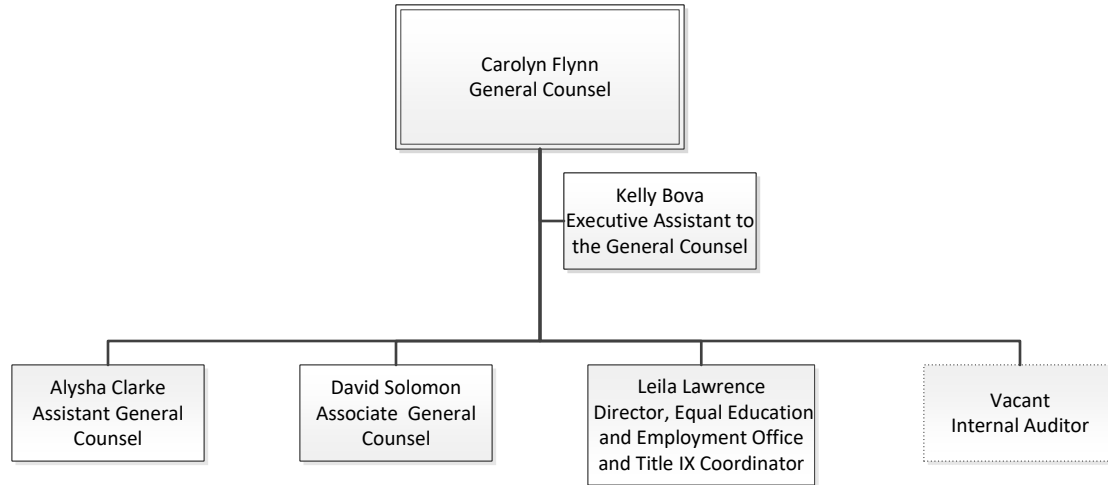 Carolyn Flynn
General Counsel
Kelly Bova
Executive Assistant to
the General Counsel
Alysha Clarke
Assistant General
Counsel
David Solomon
Associate General
Counsel
Leila Lawrence
Director, Equal Education
and Employment Office
and Title IX Coordinator
Vacant
Internal Auditor